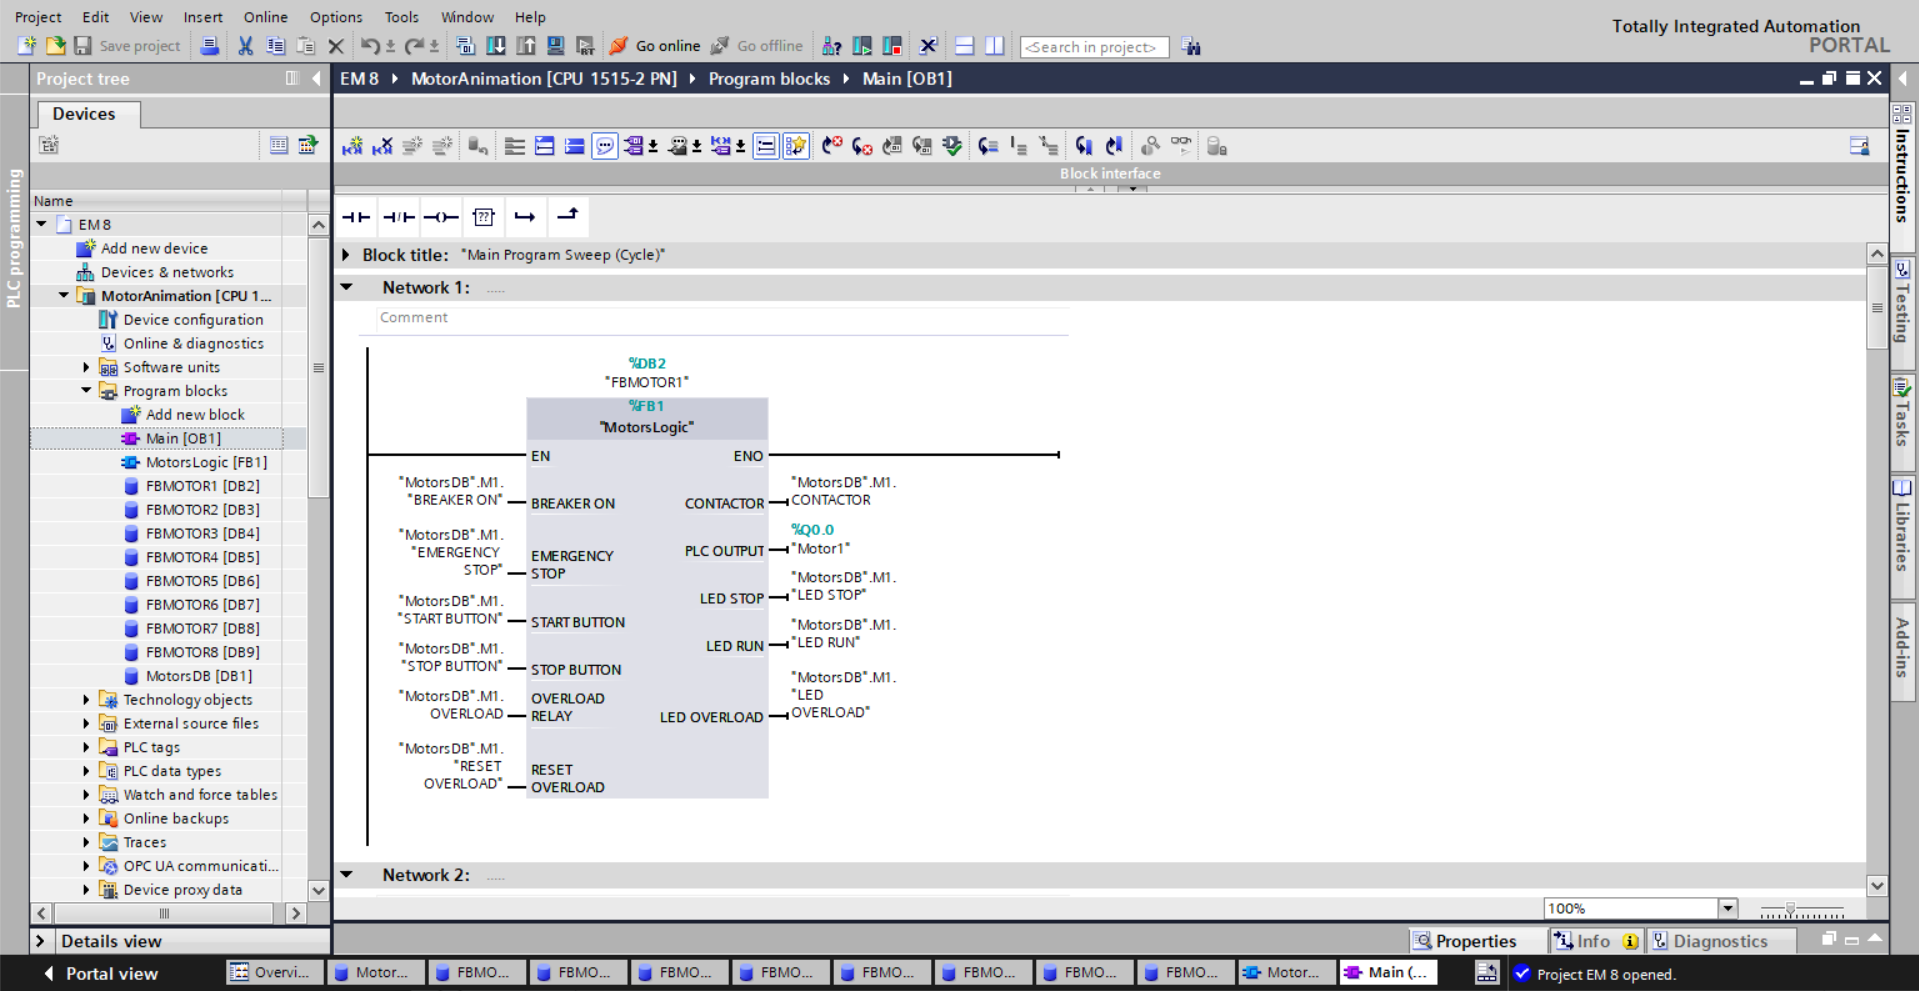 Project Edit View Insert Online Options Tools Window Help
Totally Integrated Automation
PORTAL
Save project
RT
Go online
Go offline
<Search in project>
Project tree
EM 8 MotorAnimation [CPU 1515-2 PN] Program blocks Main [OB1]
Devices
Block interface
PLC programming
Name
EM 8
Add new device
Devices & networks
MotorAnimation [CPU 1...
Device configuration
Online & diagnostics
Software units
Program blocks
Add new block
Main [OB1]
MotorsLogic [FB1]
FBMOTOR1 [DB2]
FBMOTOR2 [DB3]
FBMOTOR3 [DB4]
FBMOTOR4 [DB5]
FBMOTOR5 [DB6]
FBMOTOR6 [DB7]
FBMOTOR7 [DB8]
FBMOTOR8 [DB9]
MotorsDB [DB1]
Technology objects
External source files
PLC tags
PLC data types
Watch and force tables
Online backups
Traces
OPC UA communicati...
Device proxy data
Details view
??
Block title: "Main Program Sweep (Cycle)"
Network 1: .....
Comment
%DB2
"FBMOTOR1"
%FB1
"MotorsLogic"
EN
ENO
"MotorsDB".M1.
"BREAKER ON"
BREAKER ON
"MotorsDB".M1.
"EMERGENCY
STOP"
EMERGENCY
STOP
"MotorsDB".M1.
"START BUTTON"
START BUTTON
"MotorsDB".M1.
"STOP BUTTON"
STOP BUTTON
"MotorsDB".M1.
OVERLOAD
OVERLOAD
RELAY
"MotorsDB".M1.
"RESET
OVERLOAD"
RESET
OVERLOAD
CONTACTOR
"MotorsDB".M1.
CONTACTOR
PLC OUTPUT
%Q0.0
"Motor1"
LED STOP
"MotorsDB".M1.
"LED STOP"
LED RUN
"MotorsDB".M1.
"LED RUN"
LED OVERLOAD
"MotorsDB".M1.
"LED
OVERLOAD"
Network 2: .....
100%
Instructions
Testing
Tasks
Libraries
Add-ins
Properties
Info
Diagnostics
Portal view
Overvi...
Motor...
FBMO...
FBMO...
FBMO...
FBMO...
FBMO...
FBMO...
FBMO...
FBMO...
Motor...
Main (...
Project EM 8 opened.